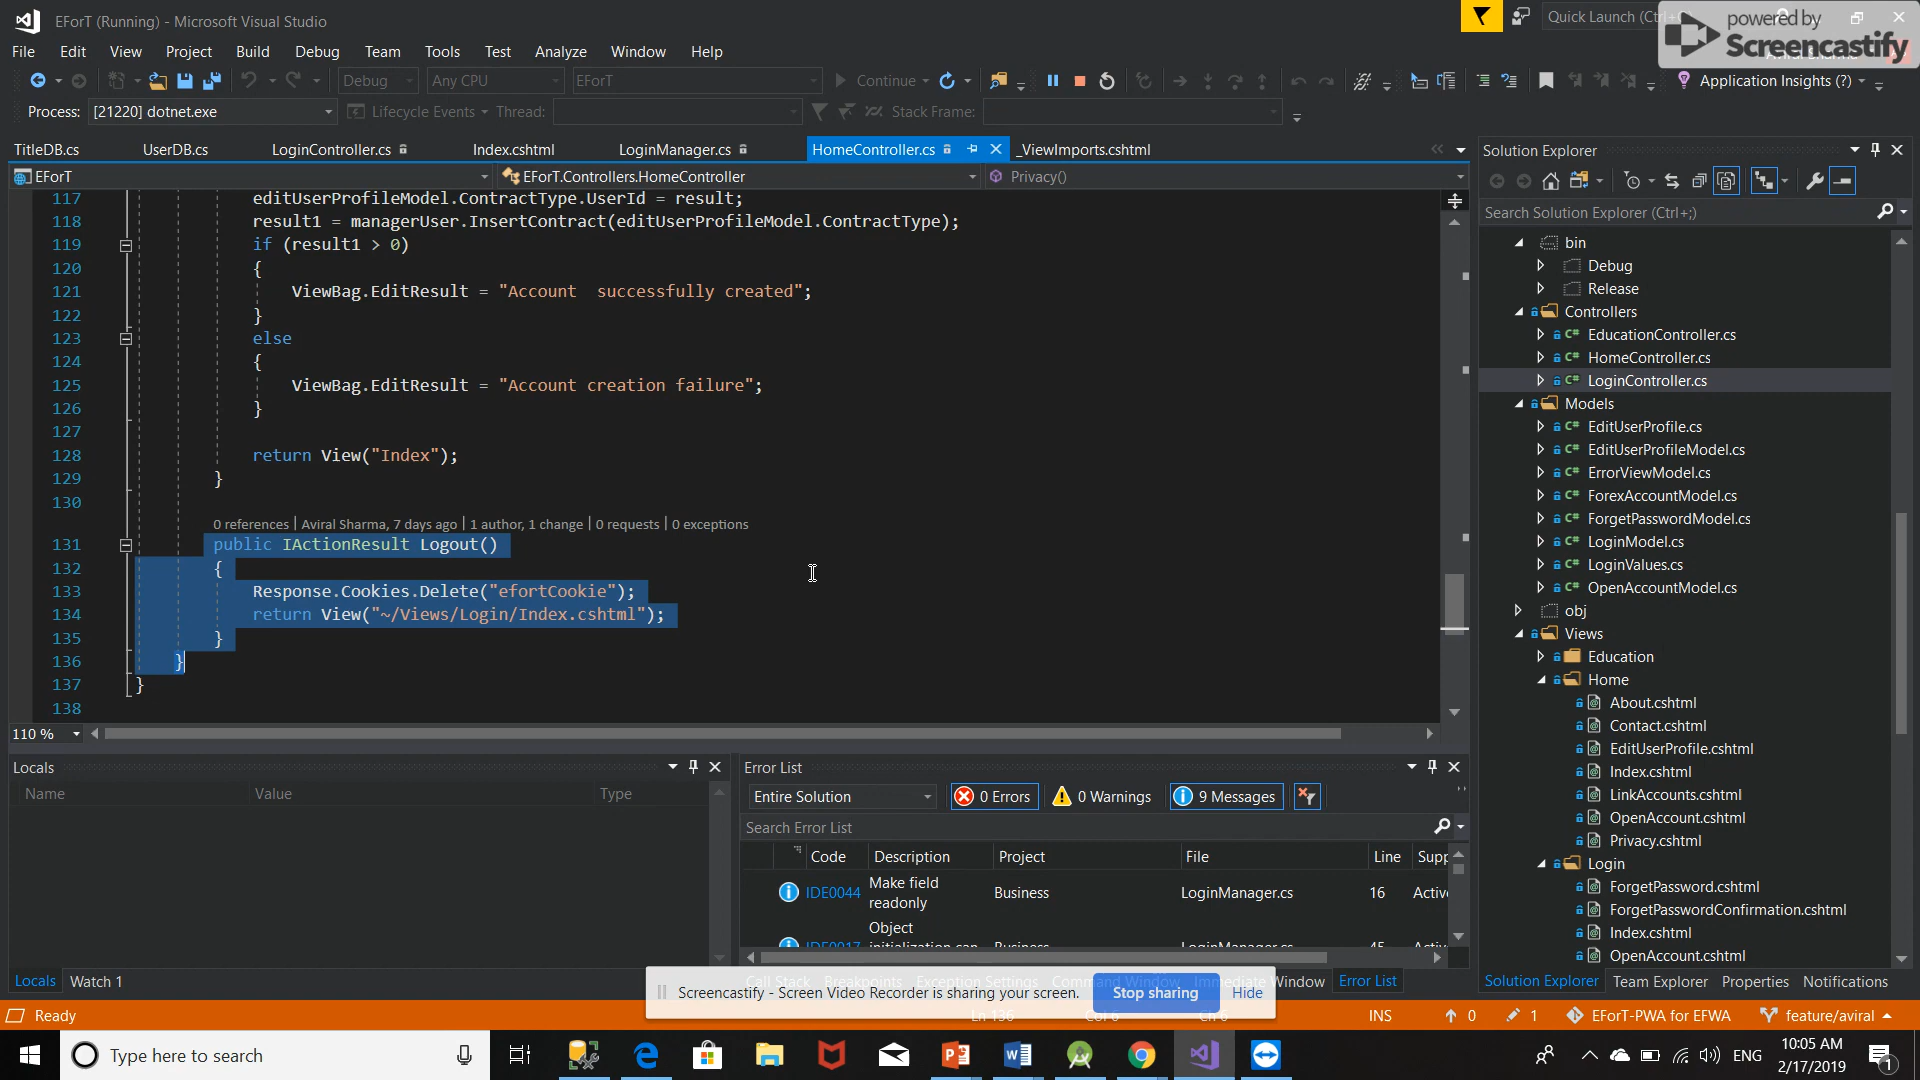 EForT (Running) - Microsoft Visual Studio
powered by
Screencastify
File Edit View Project Build Debug Team Tools Test Analyze Window Help
Debug Any CPU EForT Continue Application Insights (?)
Process: [21220] dotnet.exe Lifecycle Events Thread: Stack Frame:
TitleDB.cs UserDB.cs LoginController.cs Index.cshtml LoginManager.cs HomeController.cs _ViewImports.cshtml
EForT EForT.Controllers.HomeController Privacy()
117 editUserProfileModel.ContractType.UserId = result;
118 result1 = managerUser.InsertContract(editUserProfileModel.ContractType);
119 if (result1 > 0)
120 {
121 ViewBag.EditResult = "Account  successfully created";
122 }
123 else
124 {
125 ViewBag.EditResult = "Account creation failure";
126 }
127
128 return View("Index");
129 }
130
0 references | Aviral Sharma, 7 days ago | 1 author, 1 change | 0 requests | 0 exceptions
131 public IActionResult Logout()
132 {
133 Response.Cookies.Delete("efortCookie");
134 return View("~/Views/Login/Index.cshtml");
135 }
136 }
137 }
138
110 %
Locals
Name Value Type
Locals Watch 1
Error List
Entire Solution 0 Errors 0 Warnings 9 Messages
Search Error List
Code Description Project File Line
IDE0044 Make field readonly Business LoginManager.cs 16
Object
IDE0017 Business LoginManager.cs 45
Call Stack Breakpoints Exception Settings Command Window Immediate Window Error List
Screencastify - Screen Video Recorder is sharing your screen. Stop sharing Hide
Solution Explorer
Search Solution Explorer (Ctrl+;)
bin
Debug
Release
Controllers
EducationController.cs
HomeController.cs
LoginController.cs
Models
EditUserProfile.cs
EditUserProfileModel.cs
ErrorViewModel.cs
ForexAccountModel.cs
ForgetPasswordModel.cs
LoginModel.cs
LoginValues.cs
OpenAccountModel.cs
obj
Views
Education
Home
About.cshtml
Contact.cshtml
EditUserProfile.cshtml
Index.cshtml
LinkAccounts.cshtml
OpenAccount.cshtml
Privacy.cshtml
Login
ForgetPassword.cshtml
ForgetPasswordConfirmation.cshtml
Index.cshtml
OpenAccount.cshtml
Solution Explorer Team Explorer Properties Notifications
Ready Ln 136 Col 6 Ch 6 INS 0 1 EForT-PWA for EFWA feature/aviral
Type here to search
ENG
10:05 AM
2/17/2019
1